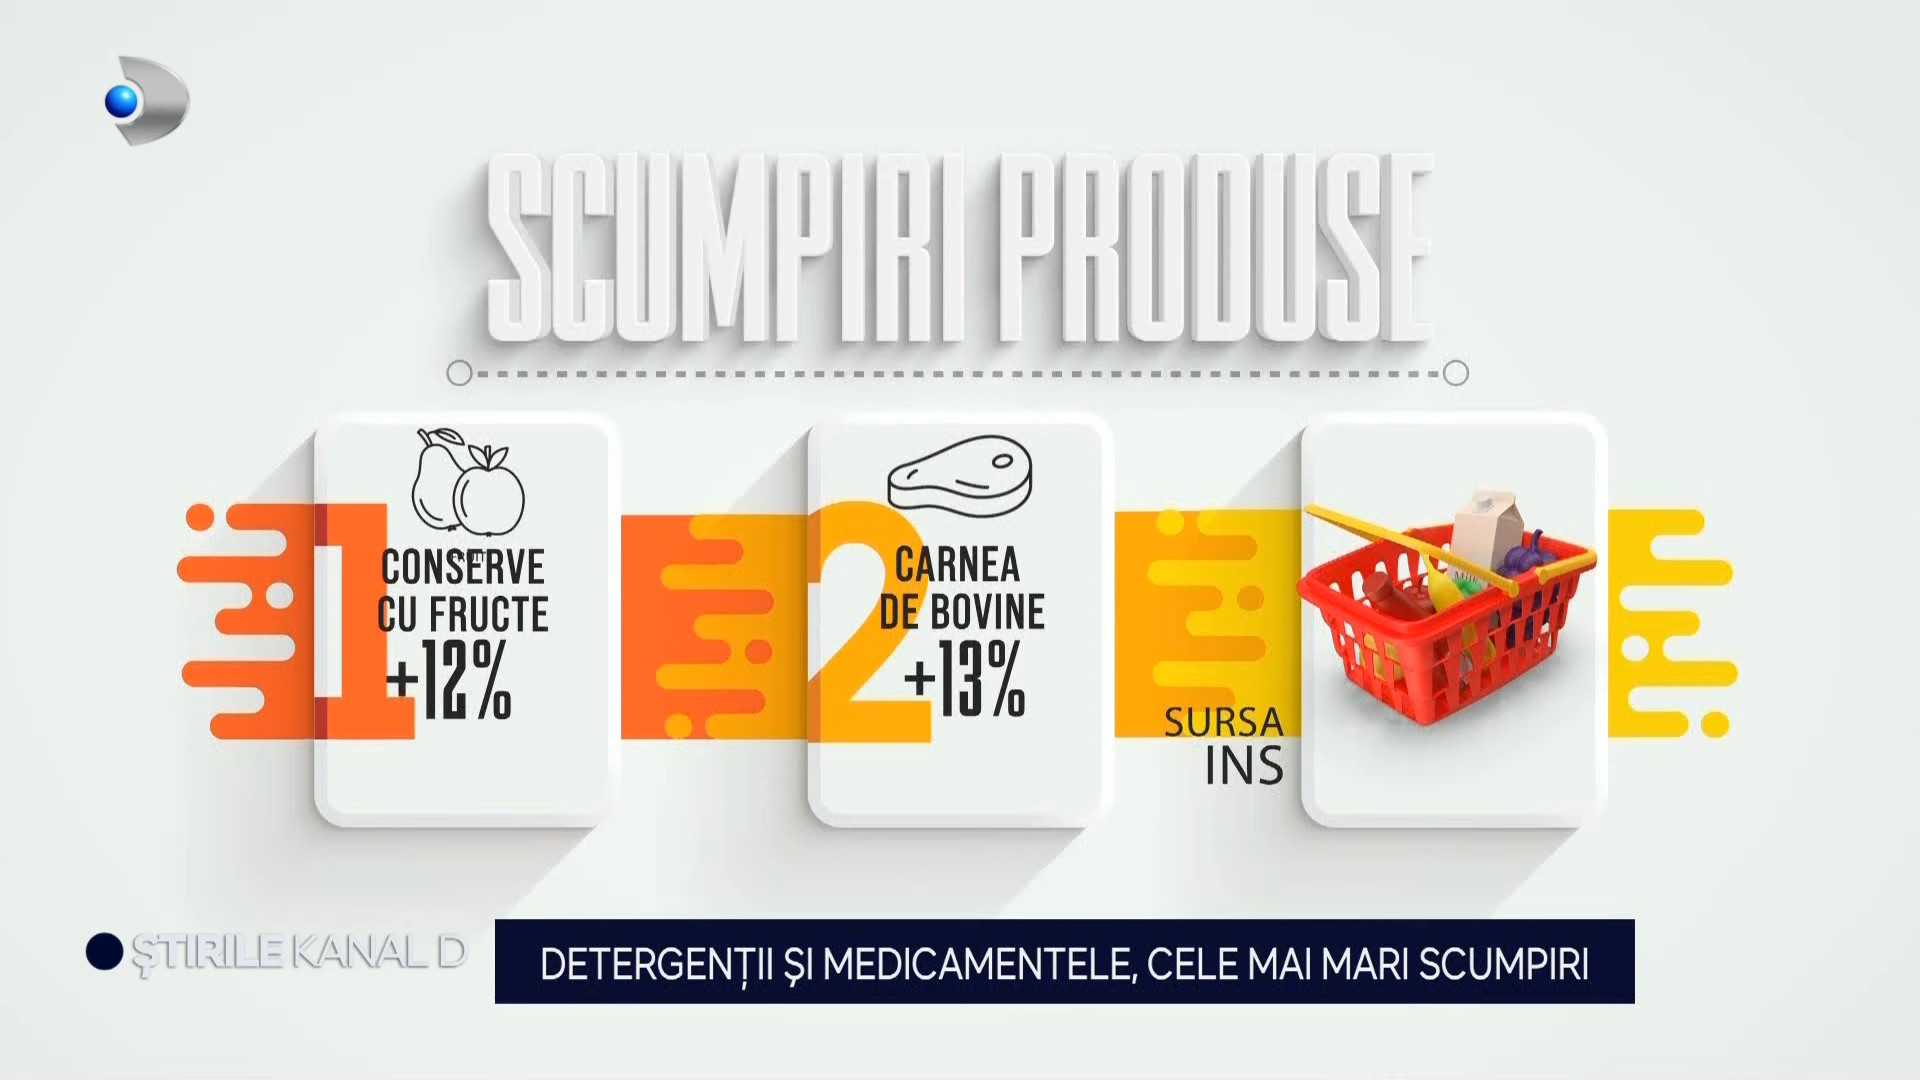 SCUMPIRI PRODUSE
1
CONSERVE
CU FRUCTE
+12%
2
CARNEA
DE BOVINE
+13%
SURSA
INS
ȘTIRILE KANAL D
DETERGENȚII ȘI MEDICAMENTELE, CELE MAI MARI SCUMPIRI